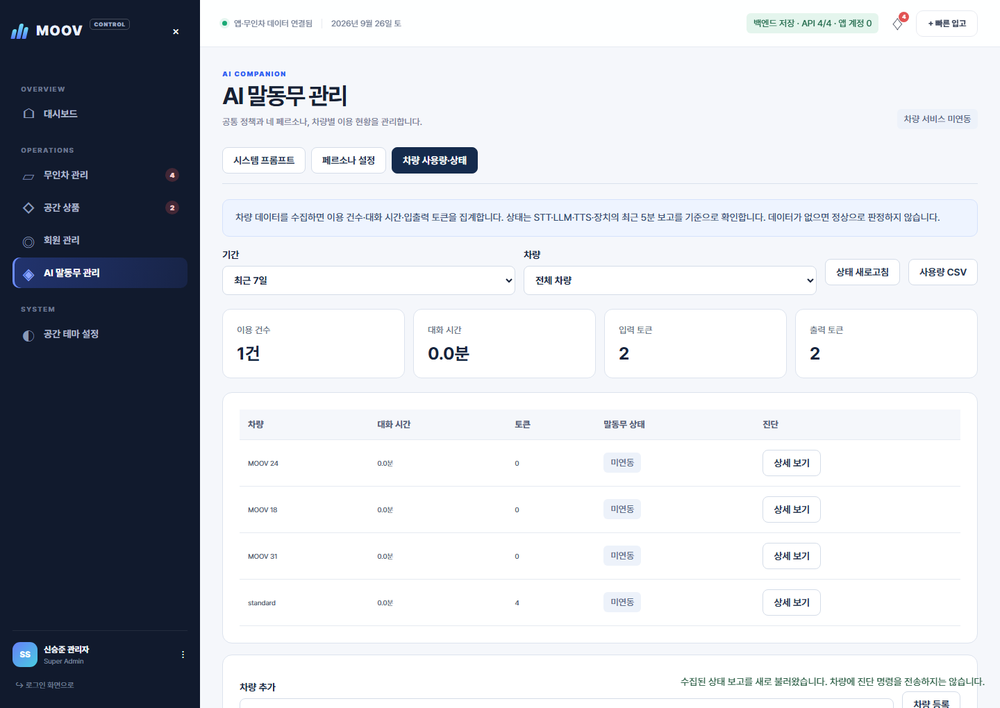 MOOV CONTROL ×
OVERVIEW
대시보드
OPERATIONS
무인차 관리 4
공간 상품 2
회원 관리
AI 말동무 관리
SYSTEM
공간 테마 설정
SS 신승준 관리자
Super Admin
로그인 화면으로
앱·무인차 데이터 연결됨 2026년 9월 26일 토
백엔드 저장 · API 4/4 · 앱 계정 0 4 + 빠른 입고
AI COMPANION
AI 말동무 관리
공통 정책과 네 페르소나, 차량별 이용 현황을 관리합니다.
차량 서비스 미연동
시스템 프롬프트 페르소나 설정 차량 사용량·상태
차량 데이터를 수집하면 이용 건수·대화 시간·입출력 토큰을 집계합니다. 상태는 STT·LLM·TTS·장치의 최근 5분 보고를 기준으로 확인합니다. 데이터가 없으면 정상으로 판정하지 않습니다.
기간 차량
최근 7일 전체 차량 상태 새로고침 사용량 CSV
이용 건수 대화 시간 입력 토큰 출력 토큰
1건 0.0분 2 2
차량 대화 시간 토큰 말동무 상태 진단
MOOV 24 0.0분 0 미연동 상세 보기
MOOV 18 0.0분 0 미연동 상세 보기
MOOV 31 0.0분 0 미연동 상세 보기
standard 0.0분 4 미연동 상세 보기
수집된 상태 보고를 새로 불러왔습니다. 차량에 진단 명령을 전송하지는 않습니다.
차량 추가
차량 등록